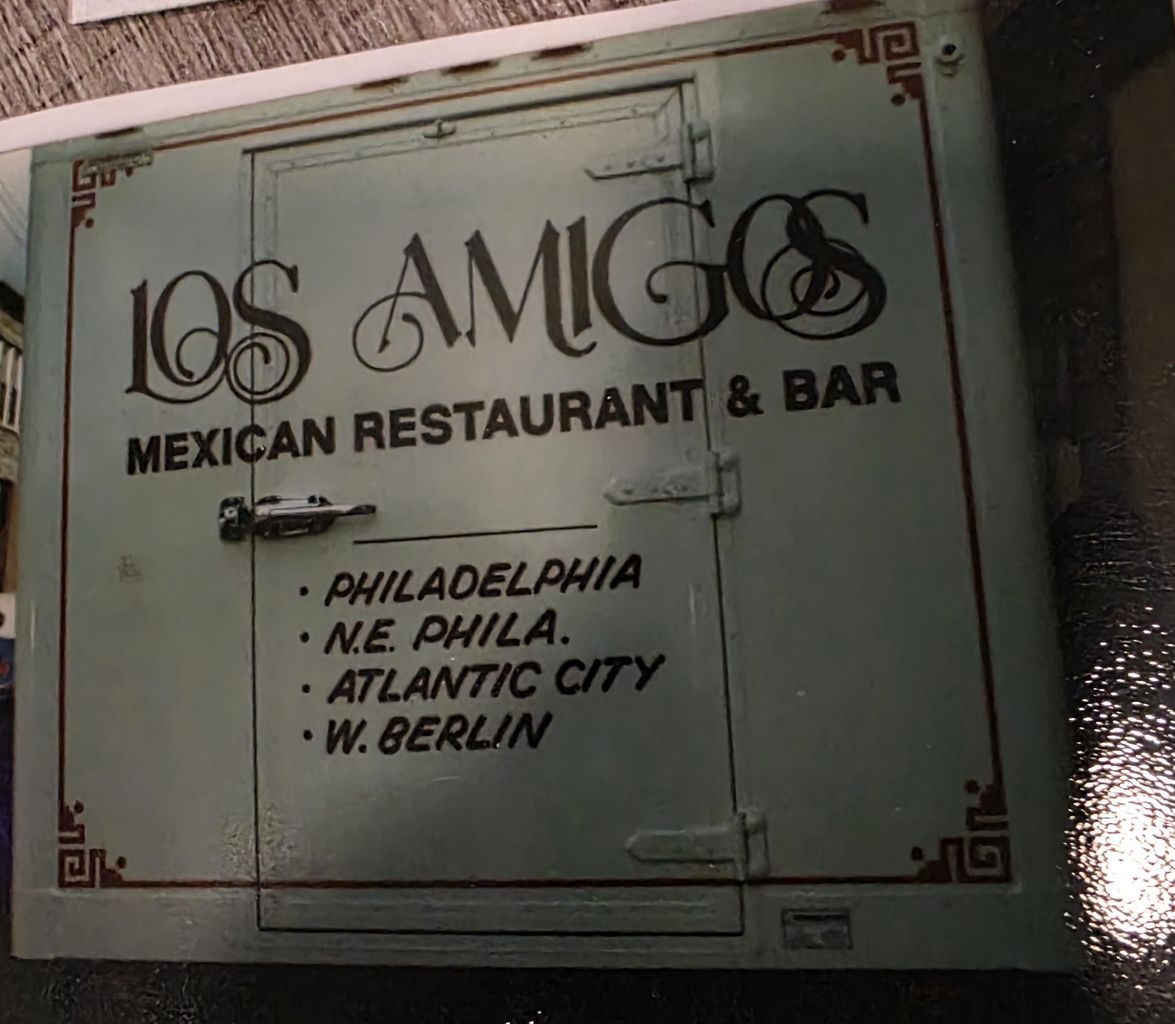 LOS AMIGOS
MEXICAN RESTAURANT & BAR
• PHILADELPHIA
• N.E. PHILA.
• ATLANTIC CITY
• W. BERLIN